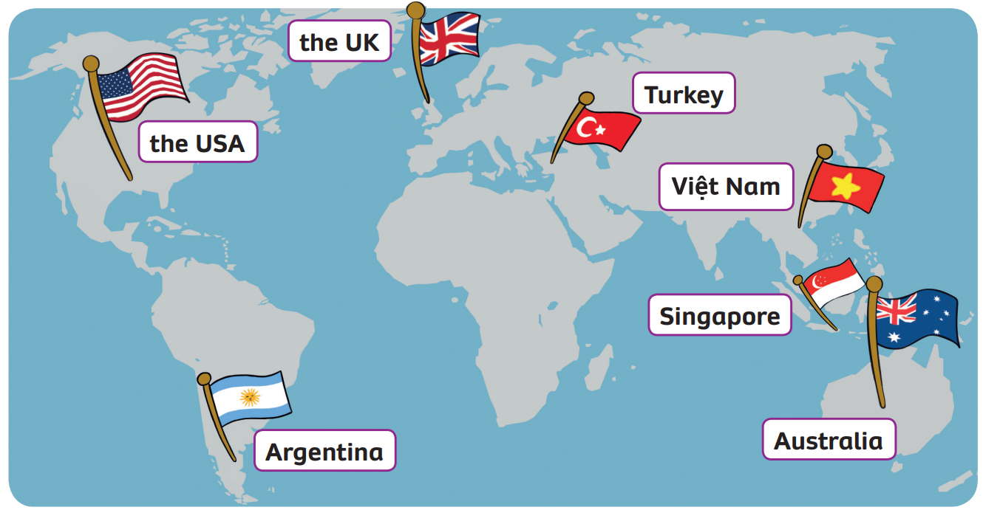 the UK
the USA
Turkey
Việt Nam
Singapore
Argentina
Australia